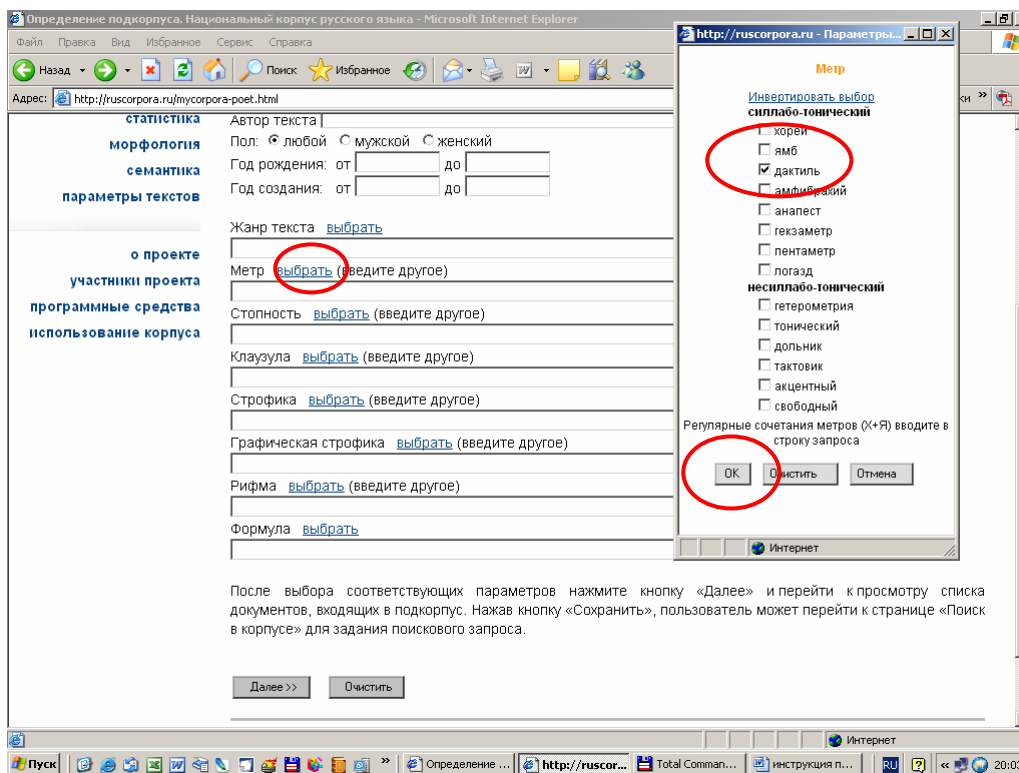 Определение подкорпуса. Национальный корпус русского языка - Microsoft Internet Explorer
Файл Правка Вид Избранное Сервис Справка
Назад Поиск Избранное
Адрес: http://ruscorpora.ru/mycorpora-poet.html
ки »
статистика
морфология
семантика
параметры текстов
о проекте
участники проекта
программные средства
использование корпуса
Автор текста
Пол: любой мужской женский
Год рождения: от до
Год создания: от до
Жанр текста выбрать
Метр выбрать (введите другое)
Стопность выбрать (введите другое)
Клаузула выбрать (введите другое)
Строфика выбрать (введите другое)
Графическая строфика выбрать (введите другое)
Рифма выбрать (введите другое)
Формула выбрать
После выбора соответствующих параметров нажмите кнопку «Далее» и перейти к просмотру списка
документов, входящих в подкорпус. Нажав кнопку «Сохранить», пользователь может перейти к странице «Поиск
в корпусе» для задания поискового запроса.
Далее >> Очистить
http://ruscorpora.ru - Параметры...
Метр
Инвертировать выбор
силлабо-тонический
хорей
ямб
дактиль
амфибрахий
анапест
гекзаметр
пентаметр
логаэд
несиллабо-тонический
гетерометрия
тонический
дольник
тактовик
акцентный
свободный
Регулярные сочетания метров (Х+Я) вводите в
строку запроса
OK Очистить Отмена
Интернет
Интернет
Пуск » Определение ... http://ruscor... Total Comman... инструкция п... RU « 20:03